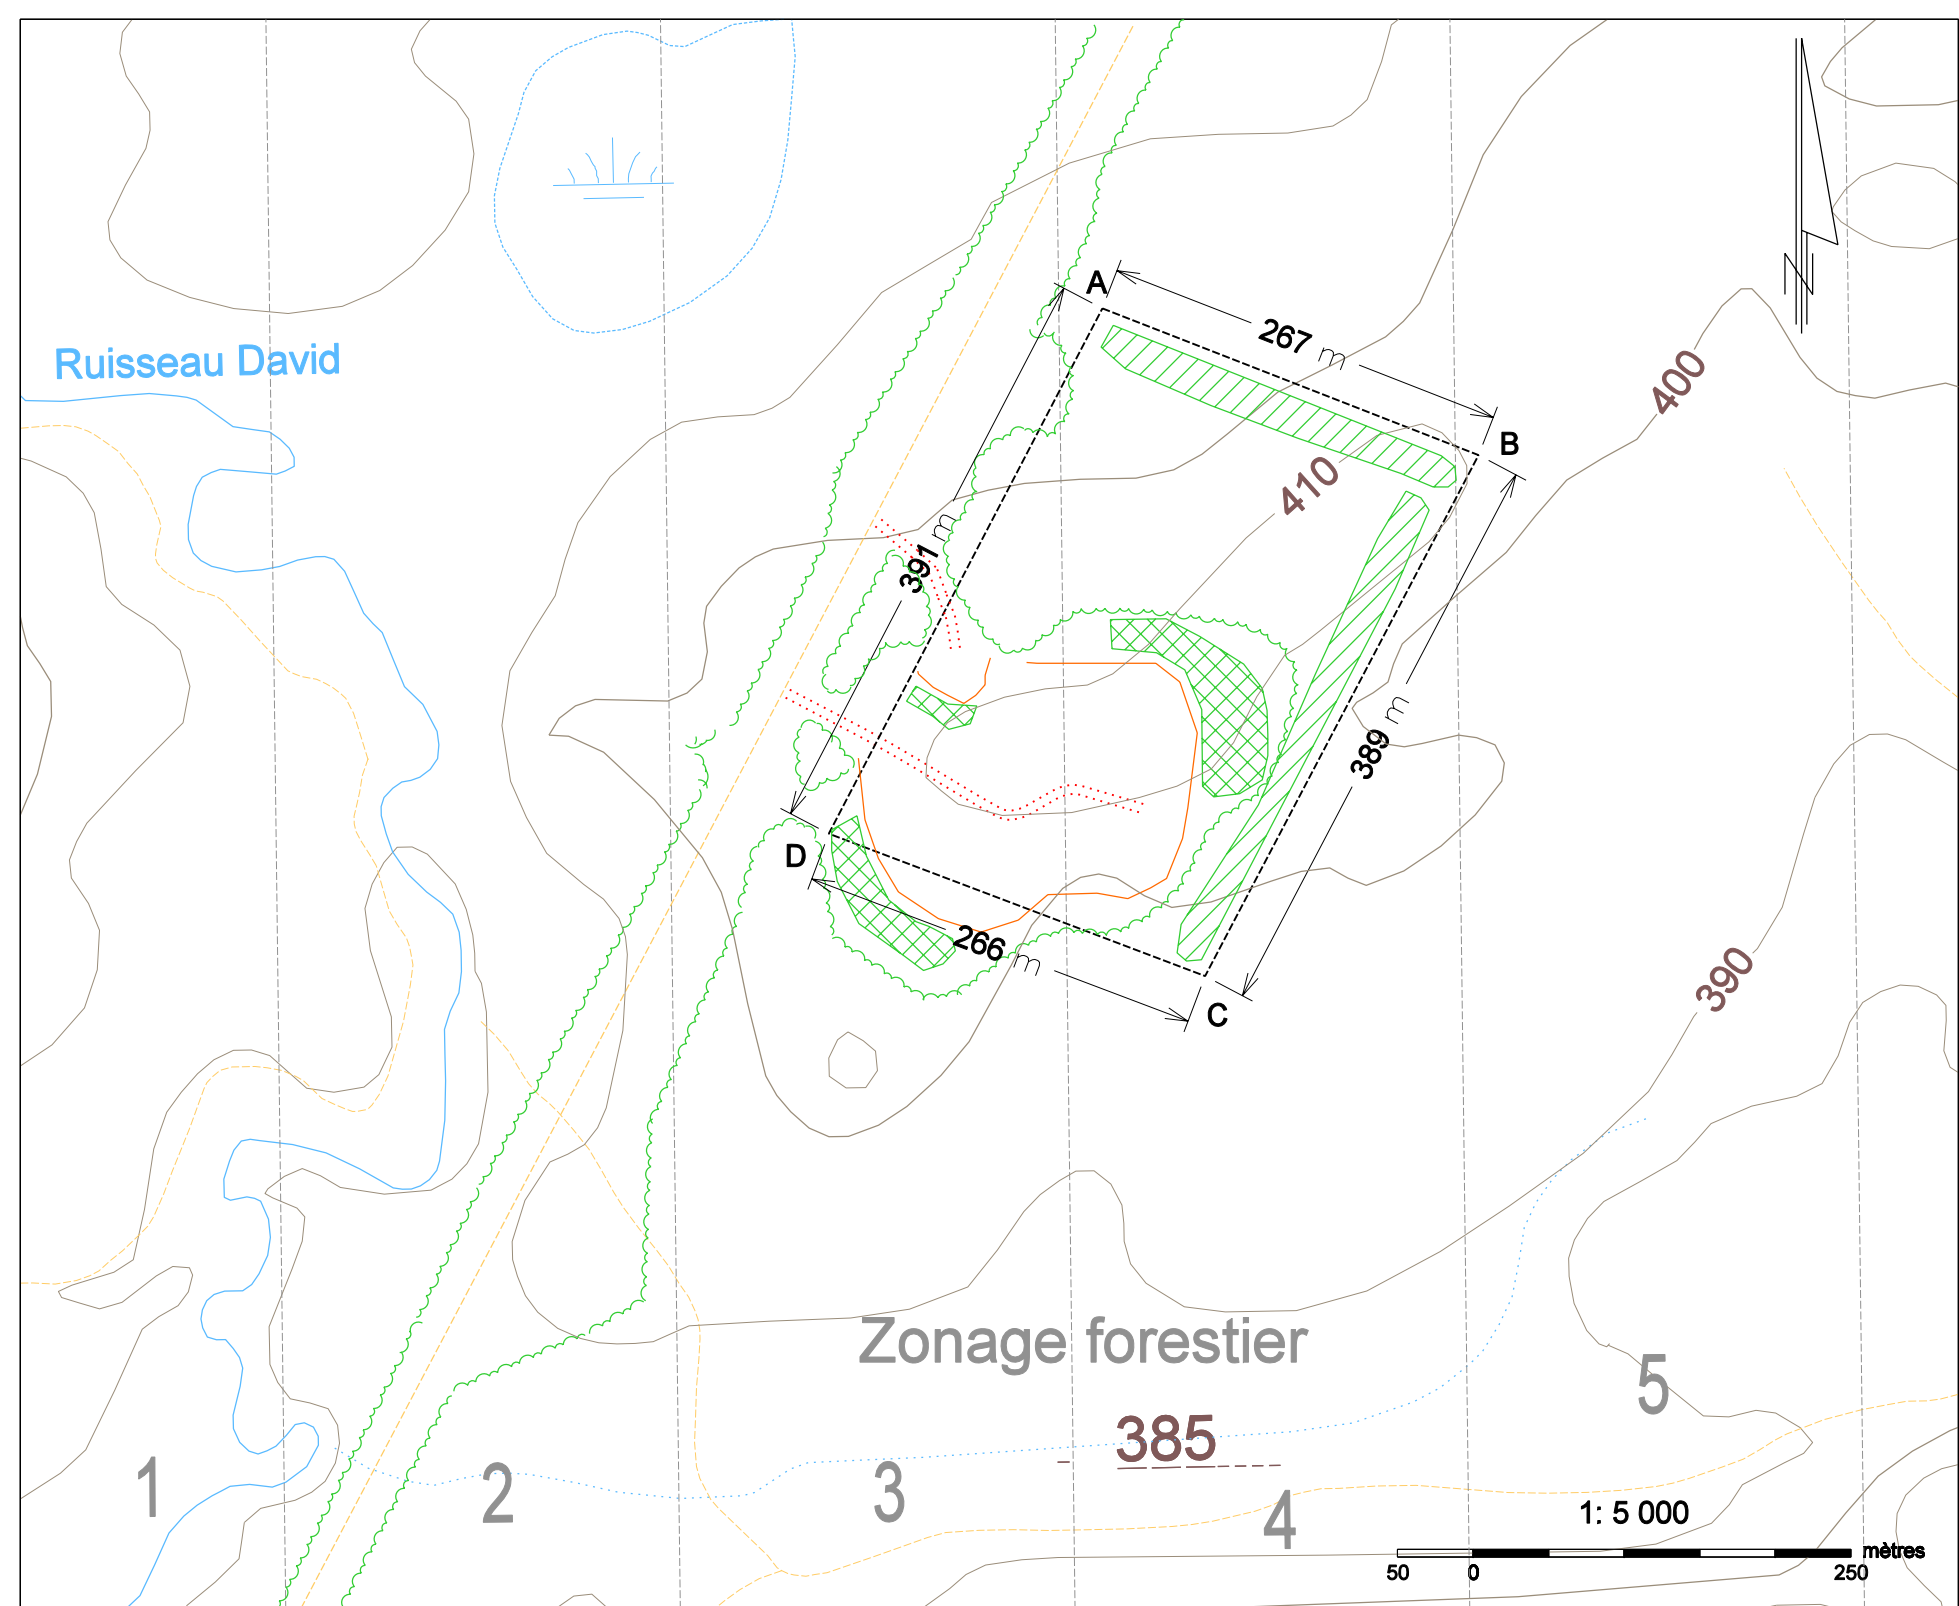 N
A
267 m
Ruisseau David
400
B
410
391 m
389 m
D
266 m
C
390
Zonage forestier
5
385
1
2
3
4
1: 5 000
mètres
50 0 250